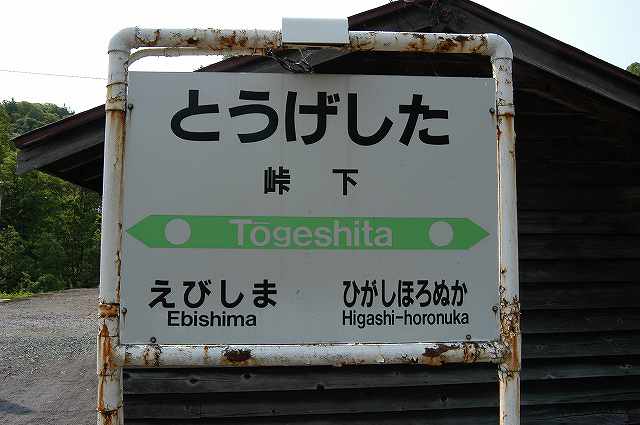 とうげした
峠下
Tōgeshita
えびしま ひがしほろぬか
Ebishima Higashi-horonuka